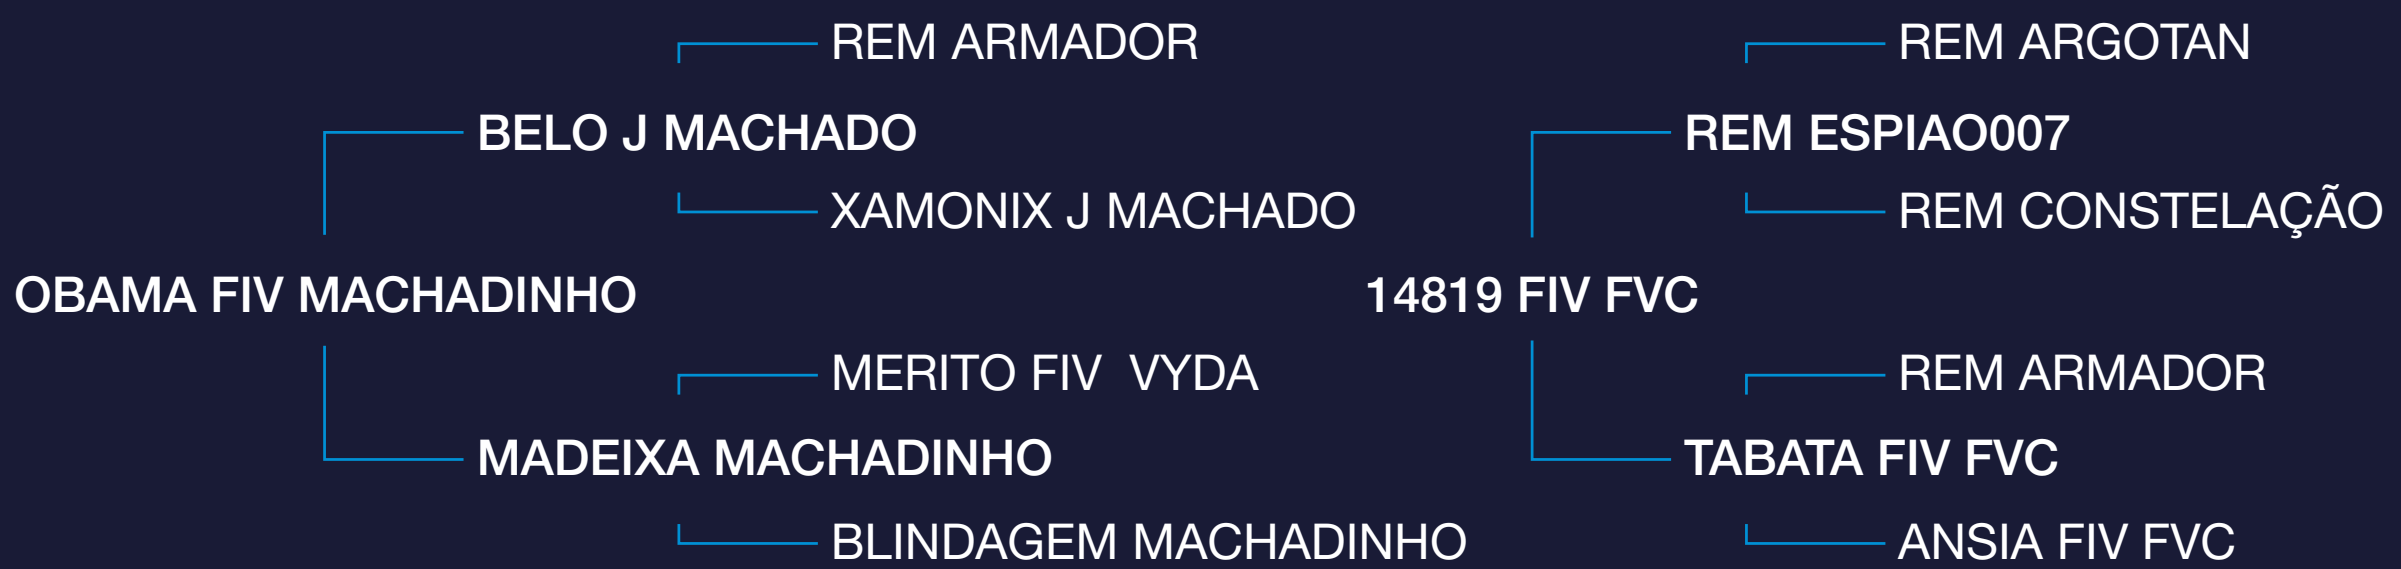 REM ARMADOR
BELO J MACHADO
XAMONIX J MACHADO
OBAMA FIV MACHADINHO
MERITO FIV  VYDA
MADEIXA MACHADINHO
BLINDAGEM MACHADINHO
REM ARGOTAN
REM ESPIAO007
REM CONSTELAÇÃO
14819 FIV FVC
REM ARMADOR
TABATA FIV FVC
ANSIA FIV FVC